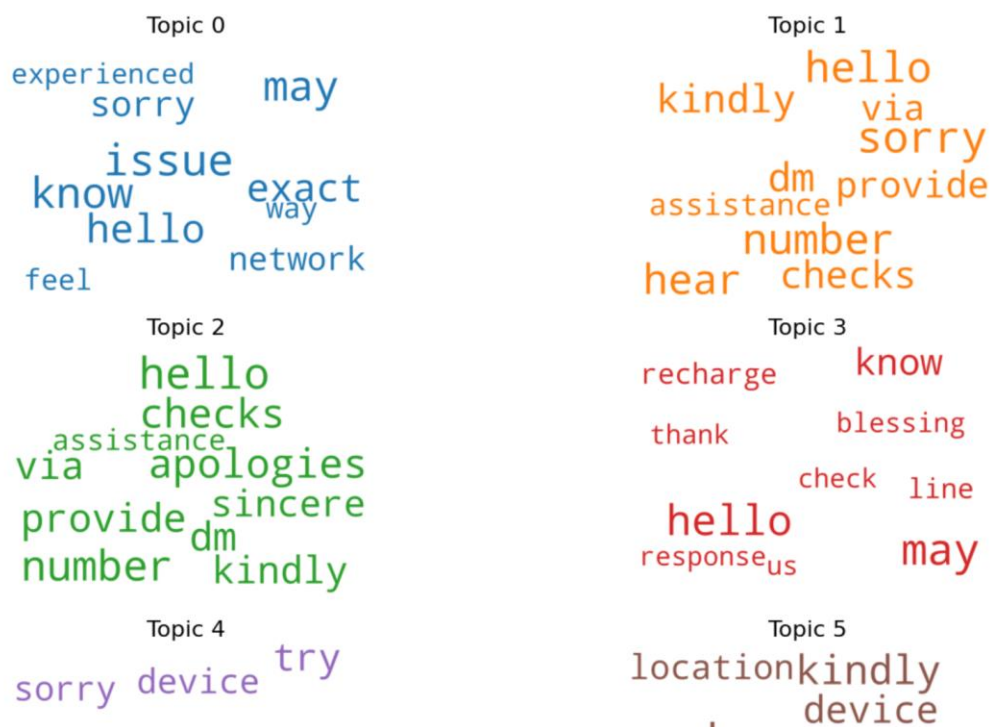 Topic 0
experienced
sorry may
issue
know exact
way
hello
network
feel
Topic 1
hello
kindly via
sorry
dm provide
assistance
number
hear checks
Topic 2
hello
checks
assistance
via apologies
provide sincere
dm
number kindly
Topic 3
recharge know
thank blessing
check line
hello
response us may
Topic 4
sorry device try
Topic 5
location kindly
device